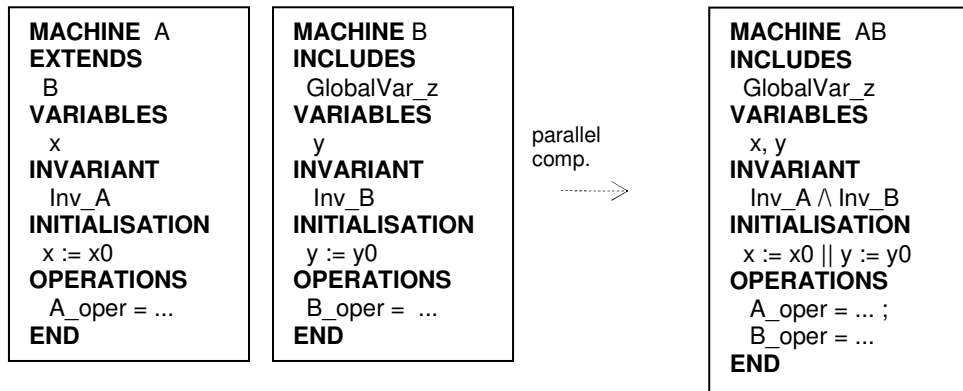 MACHINE A
EXTENDS
B
VARIABLES
x
INVARIANT
Inv_A
INITIALISATION
x := x0
OPERATIONS
A_oper = ...
END
MACHINE B
INCLUDES
GlobalVar_z
VARIABLES
y
INVARIANT
Inv_B
INITIALISATION
y := y0
OPERATIONS
B_oper = ...
END
parallel
comp.
MACHINE AB
INCLUDES
GlobalVar_z
VARIABLES
x, y
INVARIANT
Inv_A /\ Inv_B
INITIALISATION
x := x0 || y := y0
OPERATIONS
A_oper = ... ;
B_oper = ...
END